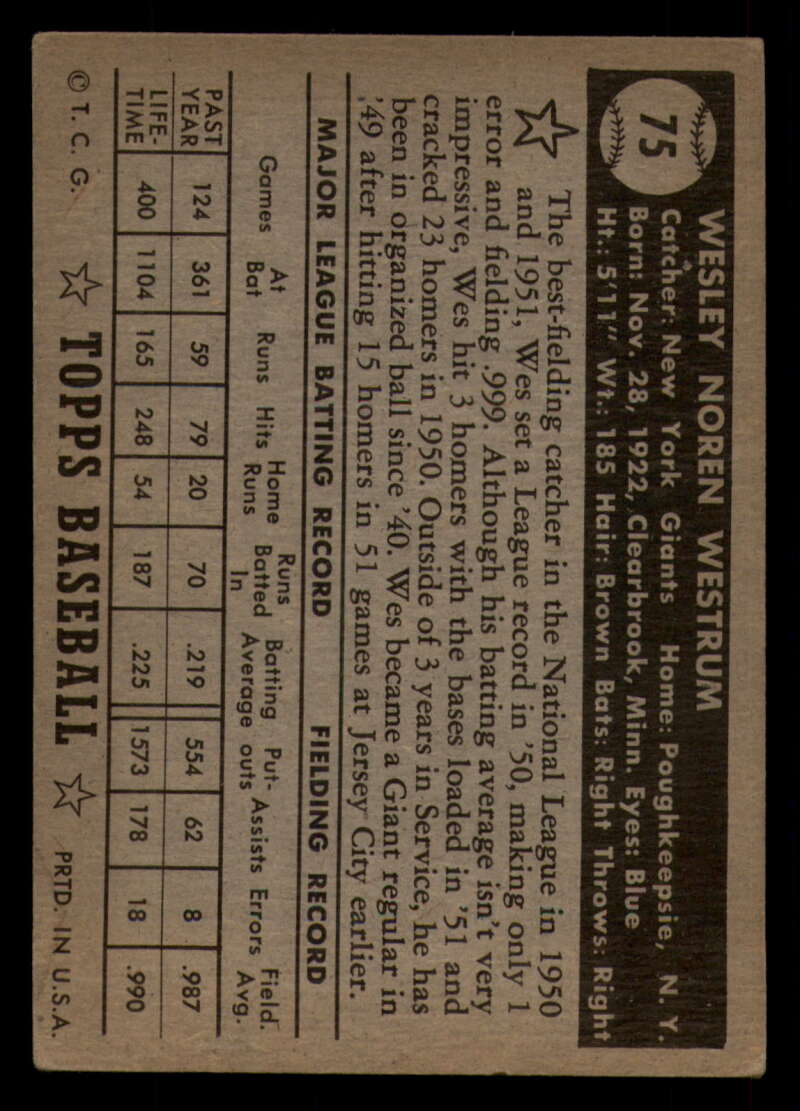 75
WESLEY NOREN WESTRUM
Catcher: New York Giants Home: Poughkeepsie, N. Y.
Born: Nov. 28, 1922, Clearbrook, Minn. Eyes: Blue
Ht.: 5'11" Wt.: 185 Hair: Brown Bats: Right Throws: Right
The best-fielding catcher in the National League in 1950
and 1951, Wes set a League record in '50, making only 1
error and fielding .999. Although his batting average isn't very
impressive, Wes hit 3 homers with the bases loaded in '51 and
cracked 23 homers in 1950. Outside of 3 years in Service, he has
been in organized ball since '40. Wes became a Giant regular in
'49 after hitting 15 homers in 51 games at Jersey City earlier.
MAJOR LEAGUE BATTING RECORD FIELDING RECORD
Games At Bat Runs Hits Home Runs Runs Batted In Batting Average Put-outs Assists Errors Field. Avg.
PAST YEAR 124 361 59 79 20 70 .219 554 62 8 .987
LIFE-TIME 400 1104 165 248 54 187 .225 1573 178 18 .990
© T. C. G. TOPPS BASEBALL PRTD. IN U.S.A.